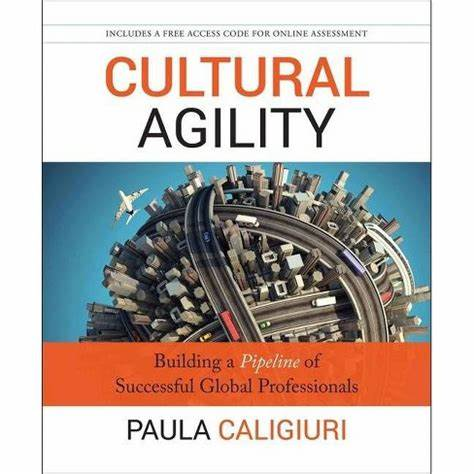 INCLUDES A FREE ACCESS CODE FOR ONLINE ASSESSMENT
CULTURAL
AGILITY
Building a Pipeline of
Successful Global Professionals
PAULA CALIGIURI